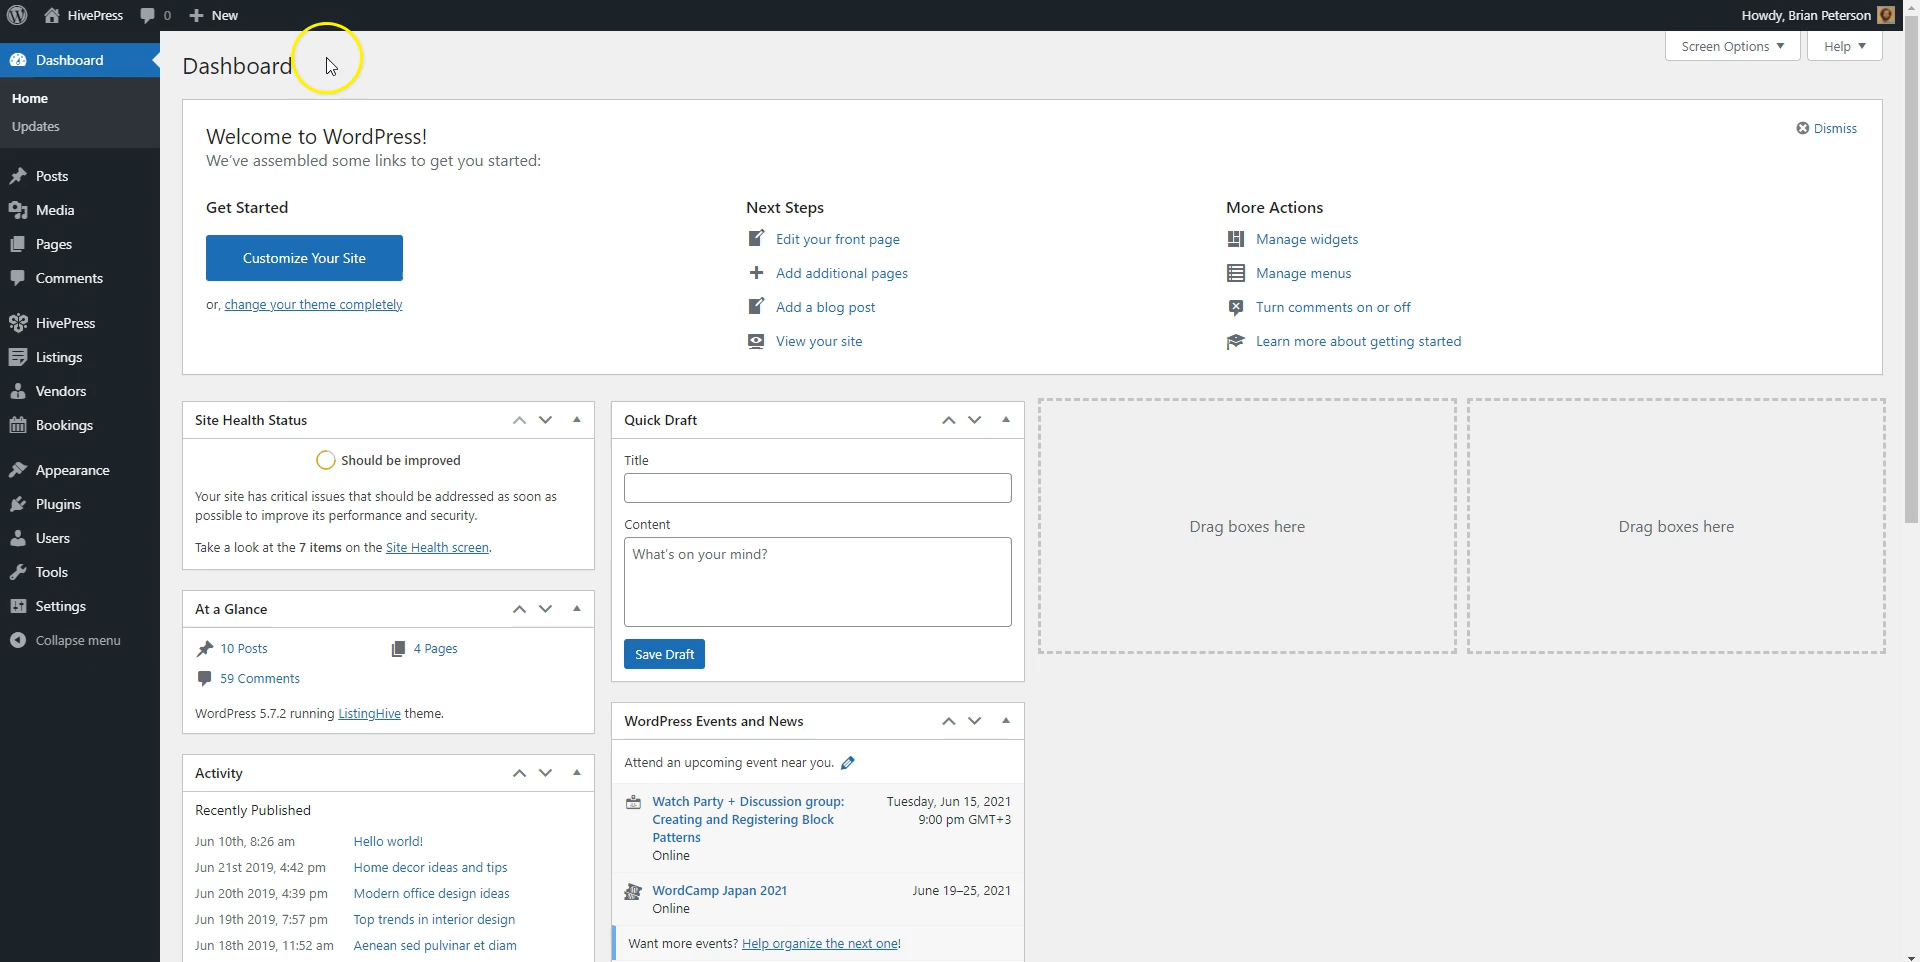 HivePress
0
New
Howdy, Brian Peterson
Dashboard
Home
Updates
Posts
Media
Pages
Comments
HivePress
Listings
Vendors
Bookings
Appearance
Plugins
Users
Tools
Settings
Collapse menu
Dashboard
Screen Options
Help
Welcome to WordPress!
We've assembled some links to get you started:
Dismiss
Get Started
Customize Your Site
or, change your theme completely
Next Steps
Edit your front page
Add additional pages
Add a blog post
View your site
More Actions
Manage widgets
Manage menus
Turn comments on or off
Learn more about getting started
Site Health Status
Should be improved
Your site has critical issues that should be addressed as soon as
possible to improve its performance and security.
Take a look at the 7 items on the Site Health screen.
At a Glance
10 Posts
4 Pages
59 Comments
WordPress 5.7.2 running ListingHive theme.
Activity
Recently Published
Jun 10th, 8:26 am Hello world!
Jun 21st 2019, 4:42 pm Home decor ideas and tips
Jun 20th 2019, 4:39 pm Modern office design ideas
Jun 19th 2019, 7:57 pm Top trends in interior design
Jun 18th 2019, 11:52 am Aenean sed pulvinar et diam
Quick Draft
Title
Content
What's on your mind?
Save Draft
WordPress Events and News
Attend an upcoming event near you.
Watch Party + Discussion group: Tuesday, Jun 15, 2021
Creating and Registering Block 9:00 pm GMT+3
Patterns
Online
WordCamp Japan 2021 June 19–25, 2021
Online
Want more events? Help organize the next one!
Drag boxes here
Drag boxes here